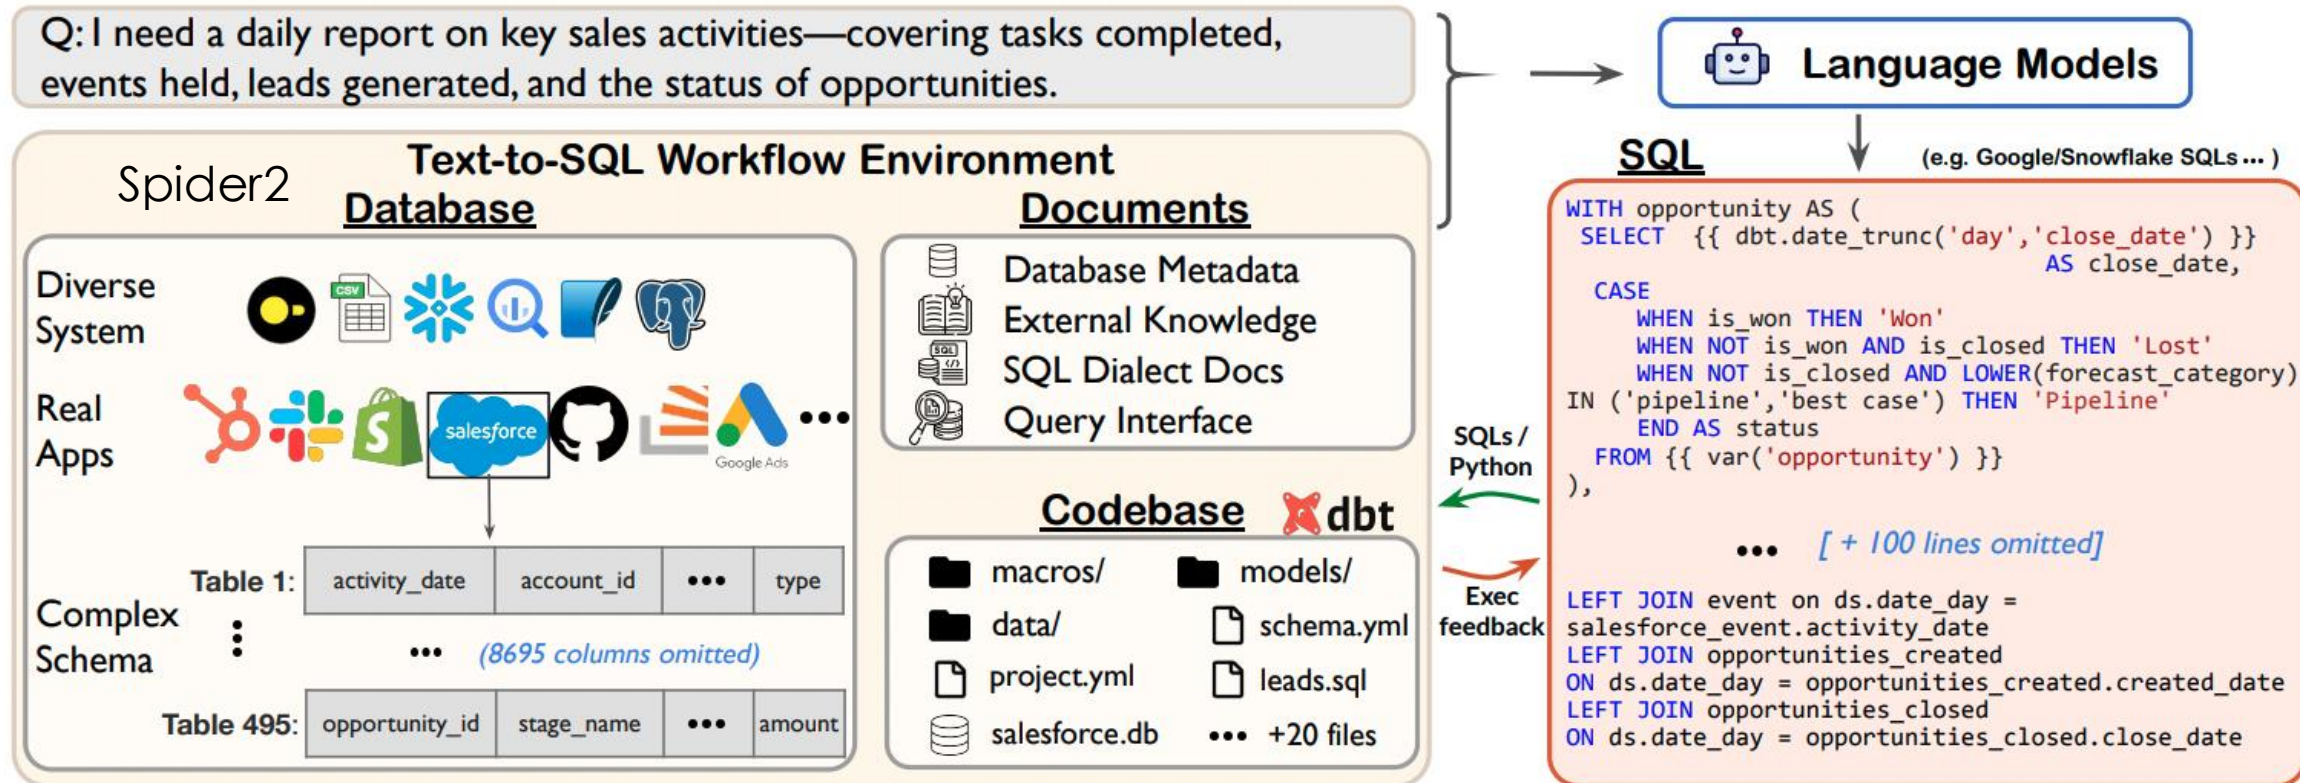 Q: I need a daily report on key sales activities—covering tasks completed,
events held, leads generated, and the status of opportunities.
Language Models
Text-to-SQL Workflow Environment
Spider2
Database
Diverse
System
CSV
Real
Apps
S
salesforce
Google Ads
•••
Complex
Schema
Table 1:
activity_date
account_id
•••
type
••• (8695 columns omitted)
Table 495:
opportunity_id
stage_name
•••
amount
Documents
Database Metadata
External Knowledge
SQL
</>
SQL Dialect Docs
Query Interface
Codebase
dbt
macros/
models/
data/
schema.yml
project.yml
leads.sql
salesforce.db
••• +20 files
SQLs /
Python
Exec
feedback
SQL
(e.g. Google/Snowflake SQLs ... )
WITH opportunity AS (
SELECT {{ dbt.date_trunc('day','close_date') }}
AS close_date,
CASE
WHEN is_won THEN 'Won'
WHEN NOT is_won AND is_closed THEN 'Lost'
WHEN NOT is_closed AND LOWER(forecast_category)
IN ('pipeline','best case') THEN 'Pipeline'
END AS status
FROM {{ var('opportunity') }}
),
••• [ + 100 lines omitted]
LEFT JOIN event on ds.date_day =
salesforce_event.activity_date
LEFT JOIN opportunities_created
ON ds.date_day = opportunities_created.created_date
LEFT JOIN opportunities_closed
ON ds.date_day = opportunities_closed.close_date